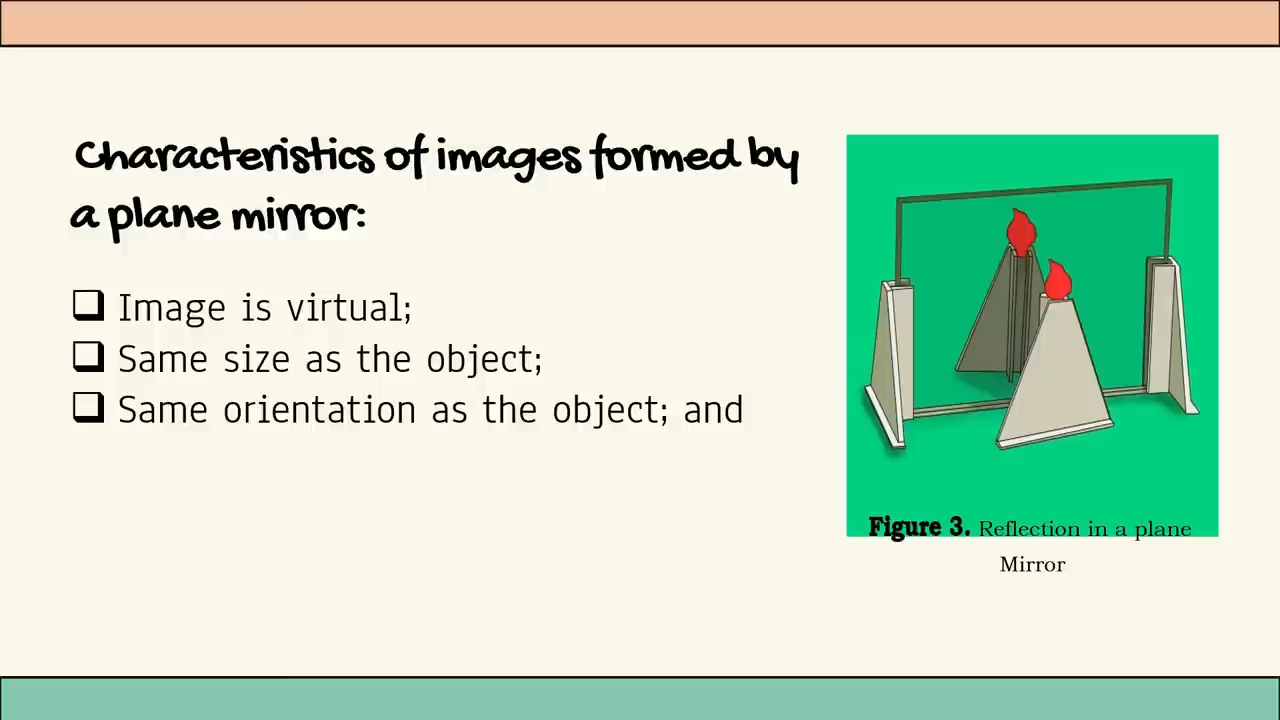 Characteristics of images formed by
a plane mirror:
❑ Image is virtual;
❑ Same size as the object;
❑ Same orientation as the object; and
Figure 3. Reflection in a plane
Mirror